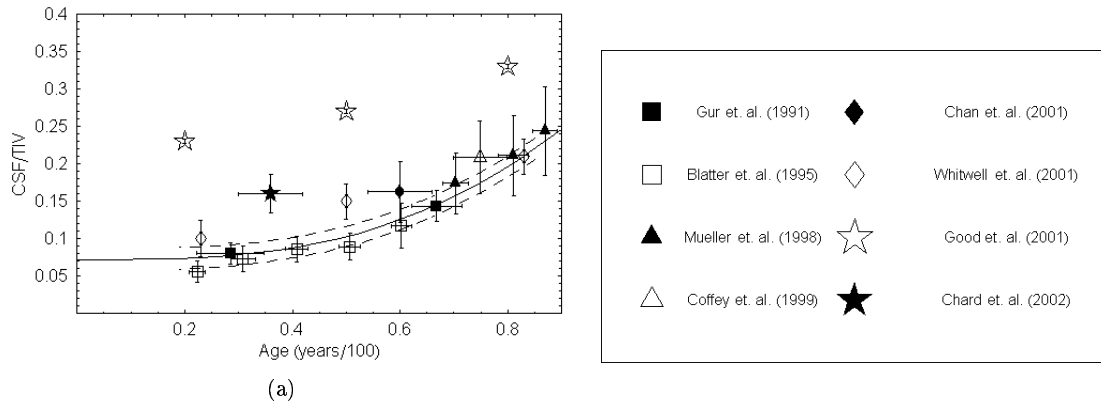 0.4
0.35
0.3
0.25
0.2
0.15
0.1
0.05
CSF/TIV
0.2 0.4 0.6 0.8
Age (years/100)
(a)
Gur et. al. (1991) Chan et. al. (2001)
Blatter et. al. (1995) Whitwell et. al. (2001)
Mueller et. al. (1998) Good et. al. (2001)
Coffey et. al. (1999) Chard et. al. (2002)